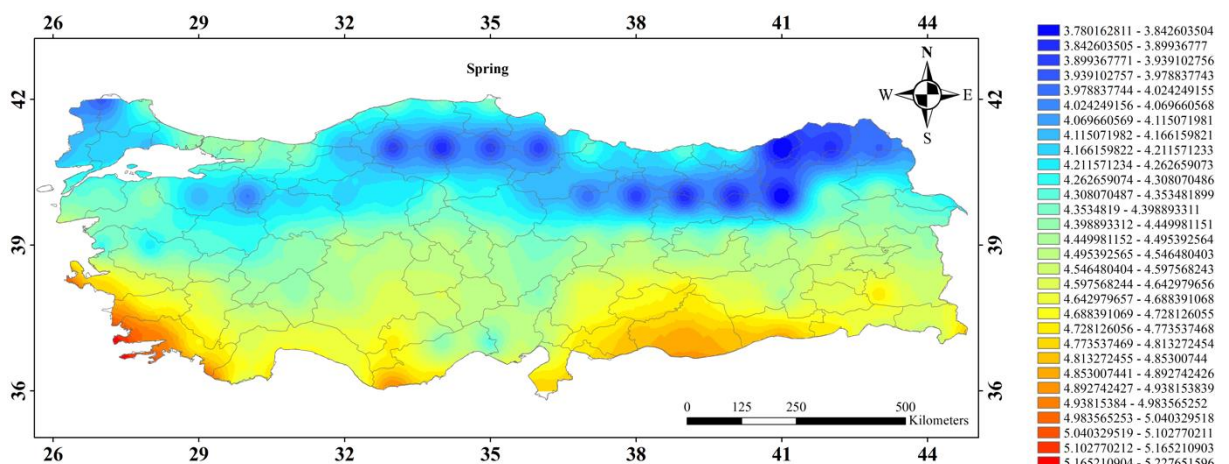 26 29 32 35 38 41 44
Spring
N
W E
S
42 42
39 39
36 36
0 125 250 500
Kilometers
26 29 32 35 38 41 44
3.780162811 - 3.842603504
3.842603505 - 3.89936777
3.899367771 - 3.939102756
3.939102757 - 3.978837743
3.978837744 - 4.024249155
4.024249156 - 4.069660568
4.069660569 - 4.115071981
4.115071982 - 4.166159821
4.166159822 - 4.211571233
4.211571234 - 4.262659073
4.262659074 - 4.308070486
4.308070487 - 4.353481899
4.3534819 - 4.398893311
4.398893312 - 4.449981151
4.449981152 - 4.495392564
4.495392565 - 4.546480403
4.546480404 - 4.597568243
4.597568244 - 4.642979656
4.642979657 - 4.688391068
4.688391069 - 4.728126055
4.728126056 - 4.773537468
4.773537469 - 4.813272454
4.813272455 - 4.85300744
4.853007441 - 4.892742426
4.892742427 - 4.938153839
4.93815384 - 4.983565252
4.983565253 - 5.040329518
5.040329519 - 5.102770211
5.102770212 - 5.165210903
5.165210904 - 5.227651596